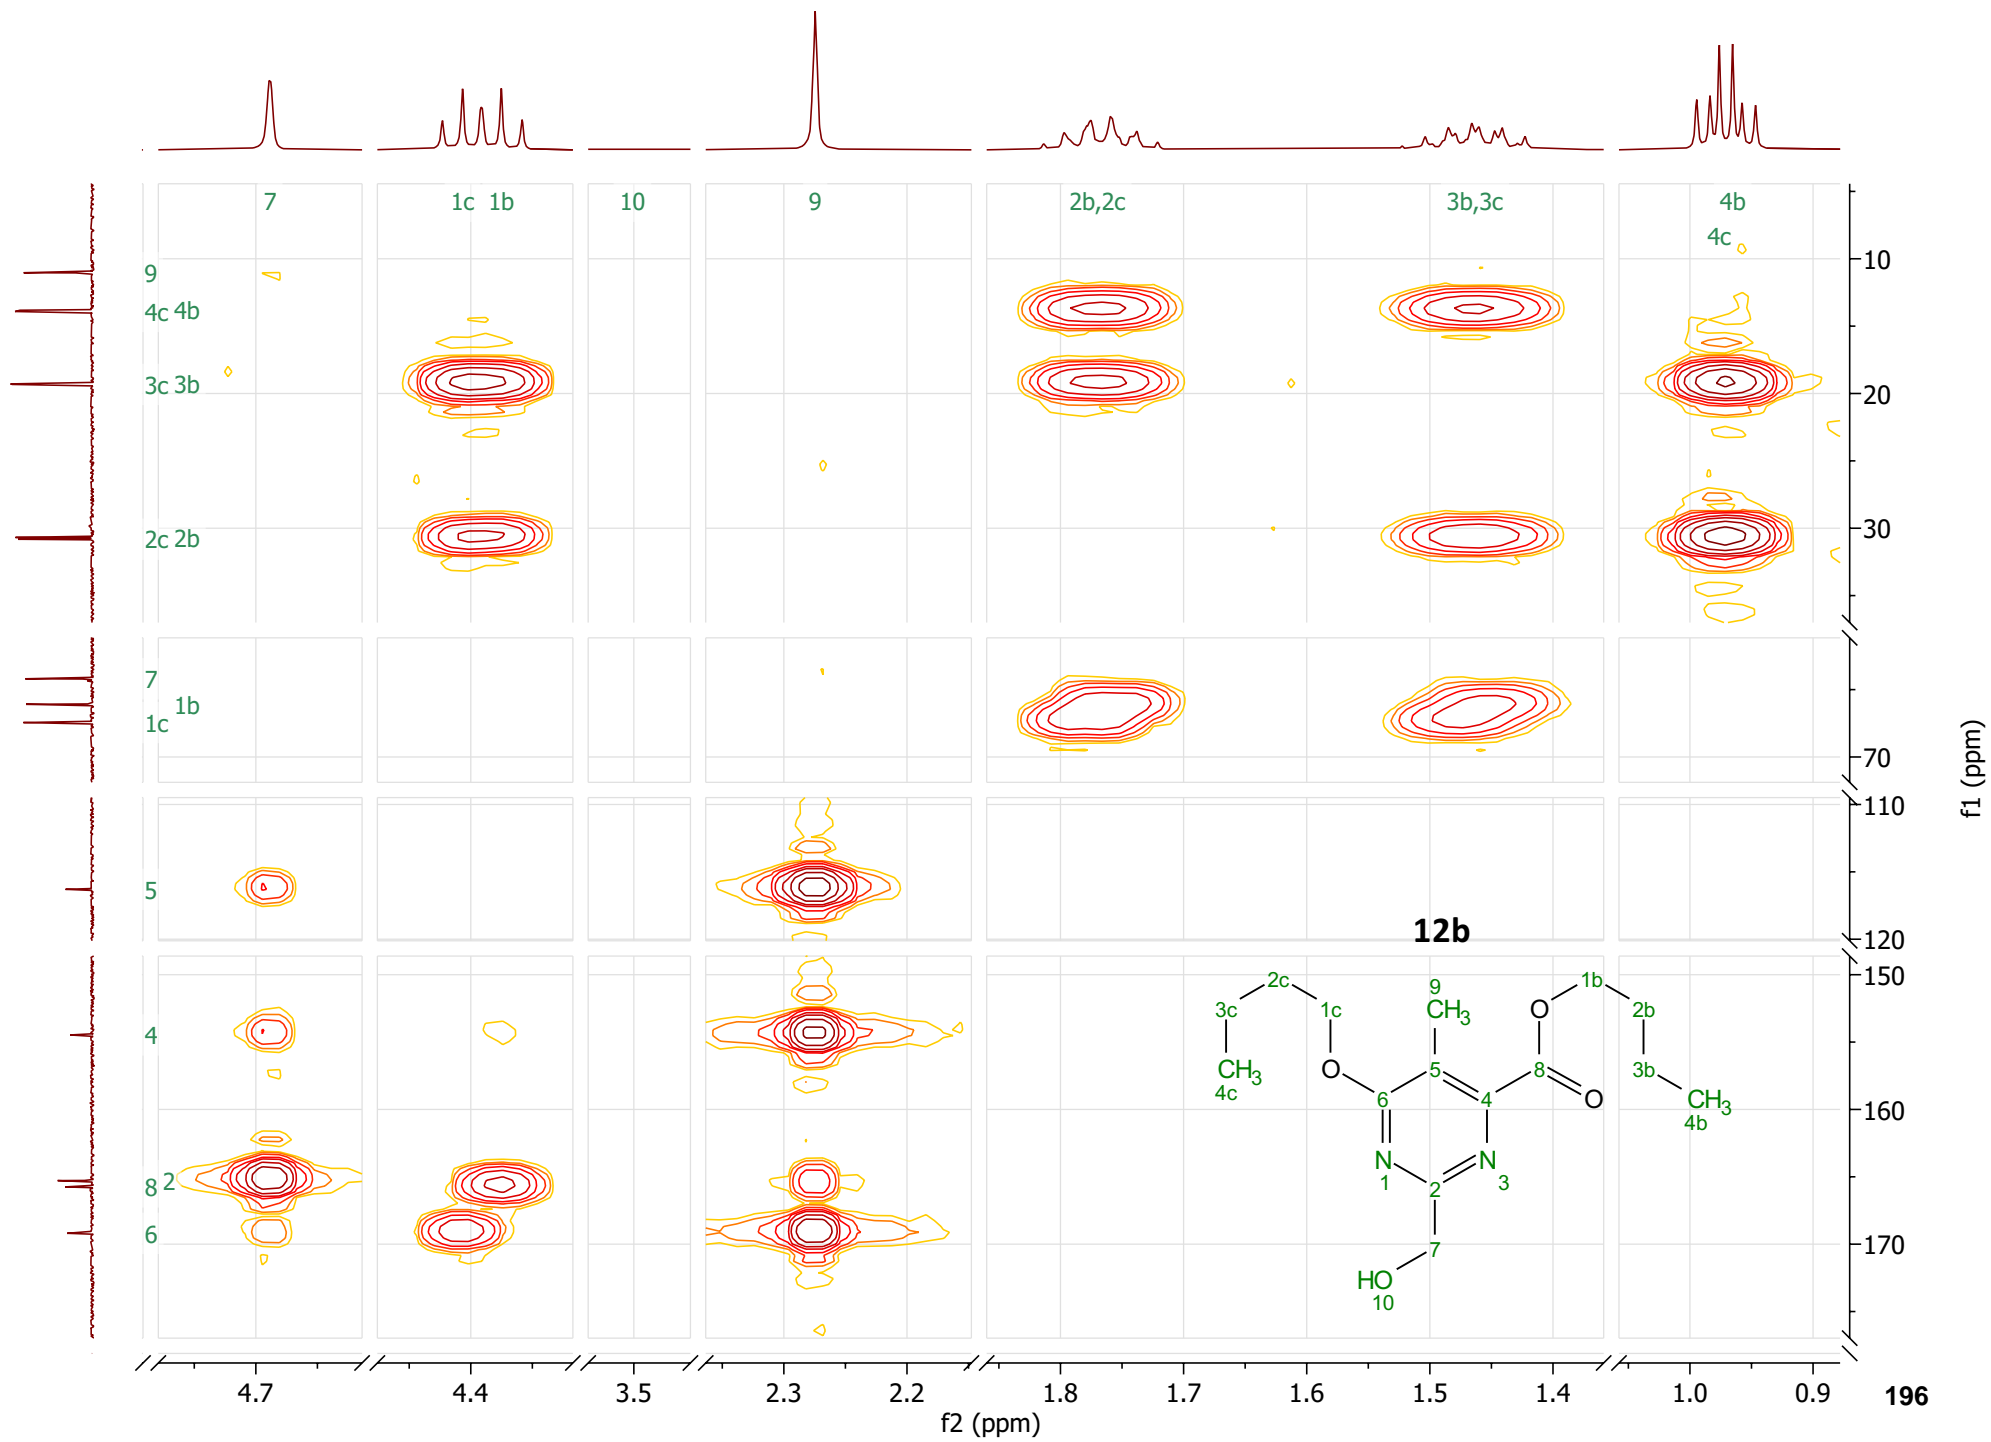 7 1c 1b 10 9 2b,2c 3b,3c 4b
4c
9
4c 4b
3c 3b
2c 2b
7
1b
1c
5
4
8 2
6
10
20
30
70
110
120
150
160
170
f1 (ppm)
12b
2c 9 1b
3c 1c CH3 O 2b
CH3 O 5 8 3b
4c 6 4 O CH3
4b
N N
1 2 3
7
HO
10
4.7 4.4 3.5 2.3 2.2 1.8 1.7 1.6 1.5 1.4 1.0 0.9
f2 (ppm)
196